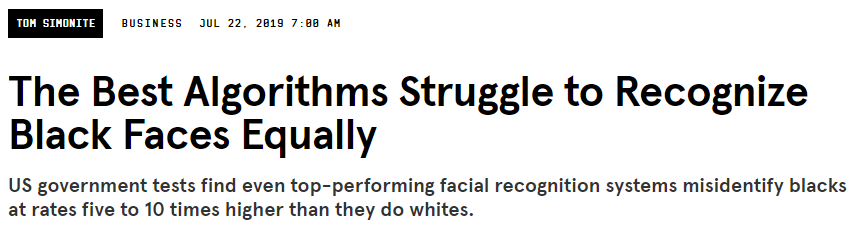 TOM SIMONITE BUSINESS JUL 22, 2019 7:00 AM
The Best Algorithms Struggle to Recognize
Black Faces Equally
US government tests find even top-performing facial recognition systems misidentify blacks
at rates five to 10 times higher than they do whites.